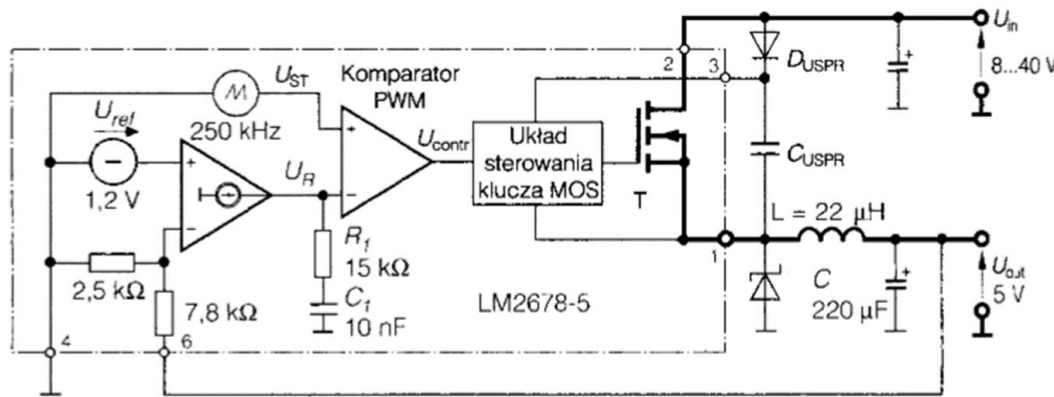 U_in
8...40 V
2
3
D_USPR
C_USPR
Komparator
PWM
U_ST
250 kHz
U_ref
1,2 V
+
−
U_R
+
−
U_contr
Układ
sterowania
klucza MOS
T
L = 22 µH
1
R_1
15 kΩ
C_1
10 nF
2,5 kΩ
7,8 kΩ
LM2678-5
C
220 µF
+
+
U_out
5 V
4
6